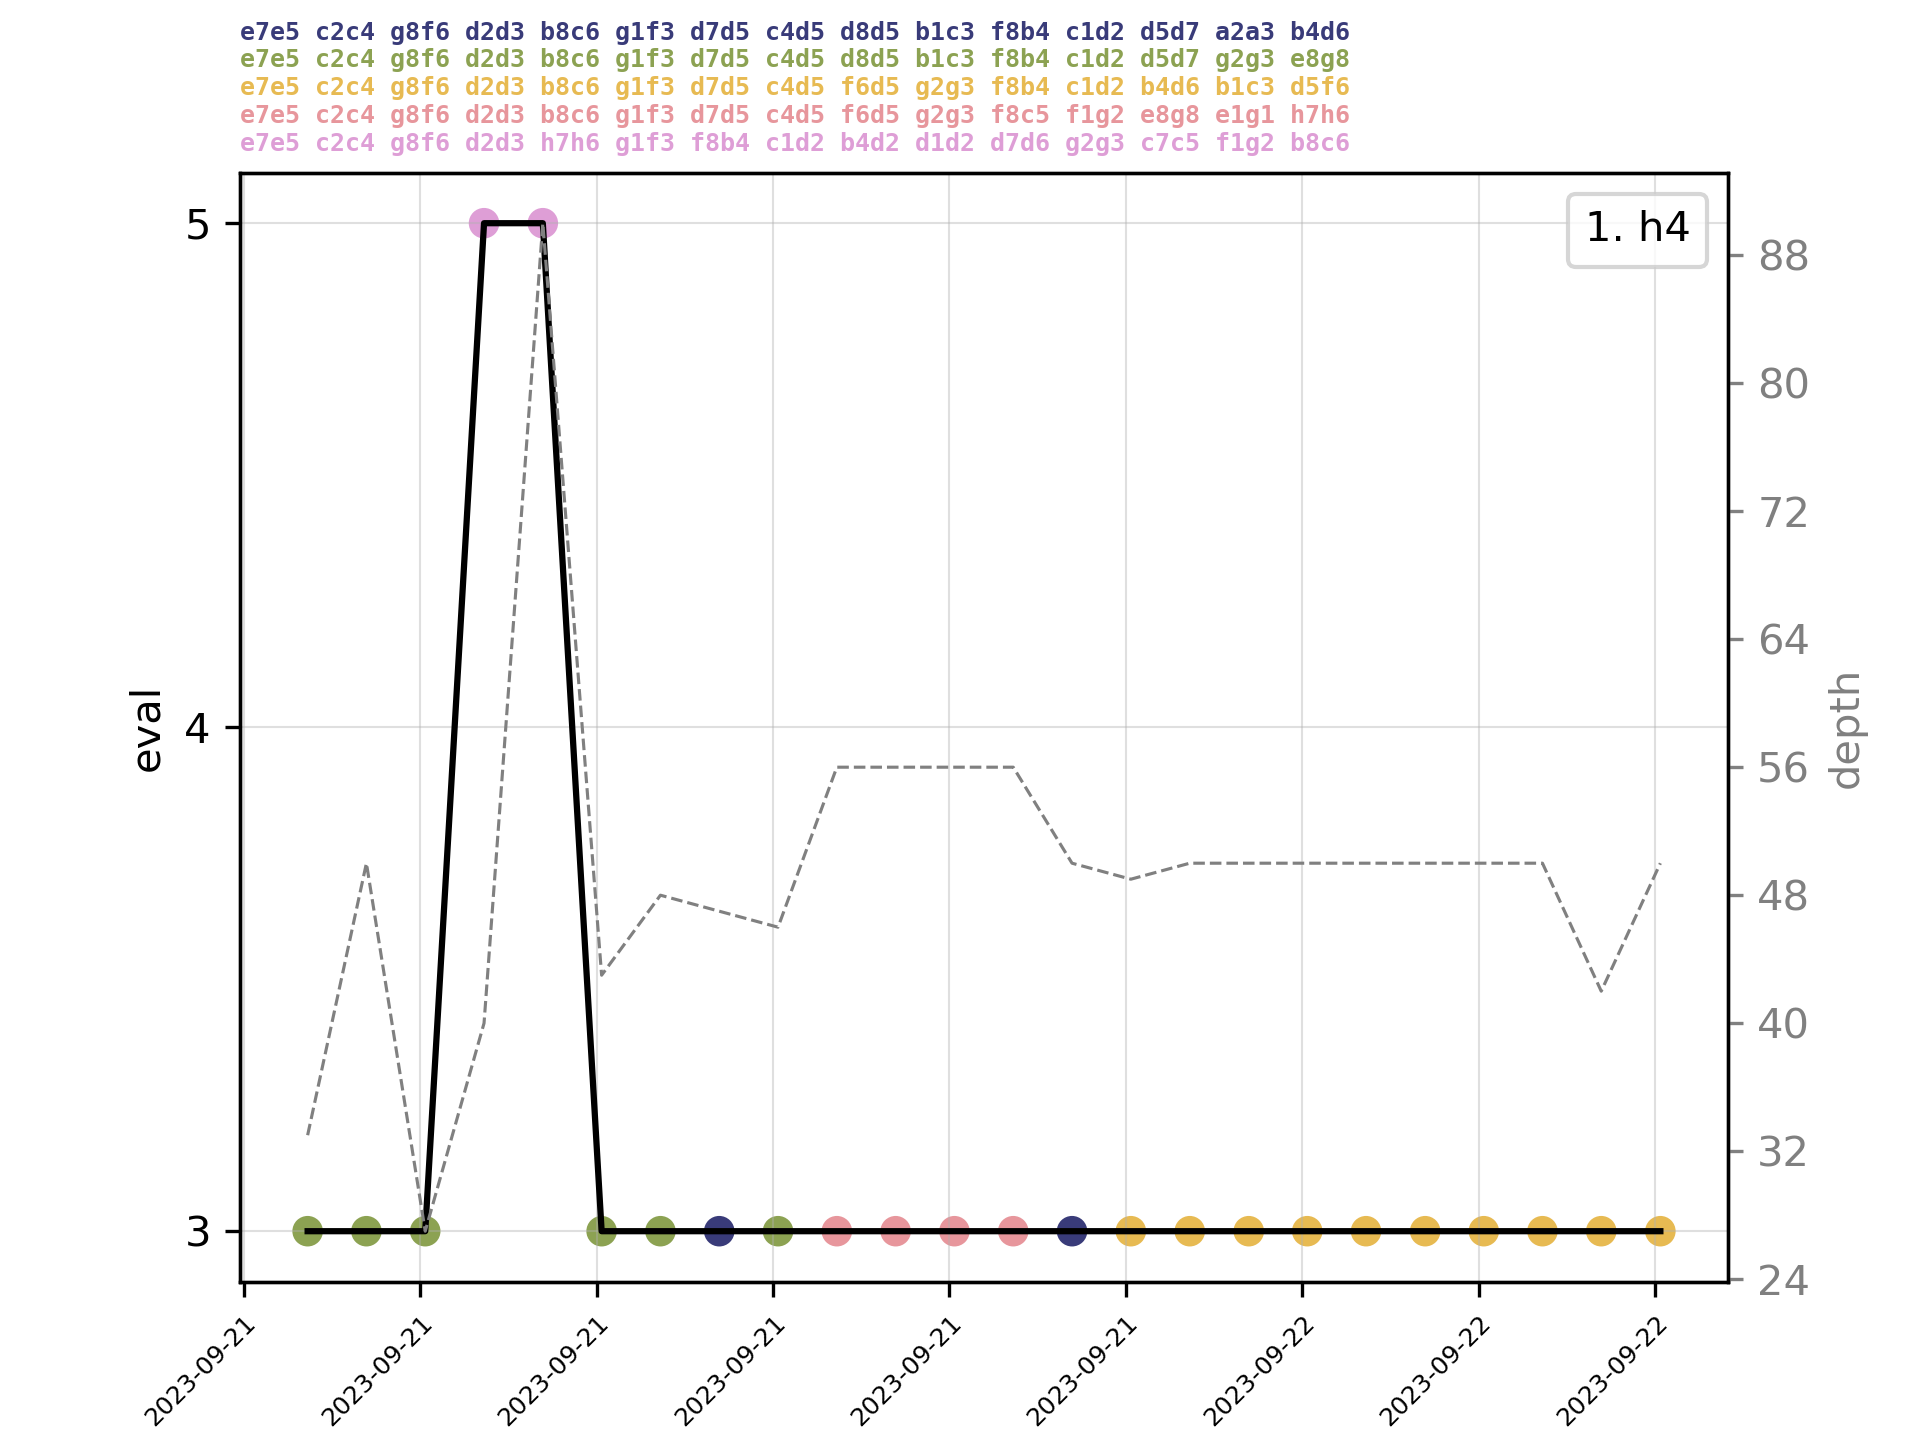 e7e5 c2c4 g8f6 d2d3 b8c6 g1f3 d7d5 c4d5 d8d5 b1c3 f8b4 c1d2 d5d7 a2a3 b4d6
e7e5 c2c4 g8f6 d2d3 b8c6 g1f3 d7d5 c4d5 d8d5 b1c3 f8b4 c1d2 d5d7 g2g3 e8g8
e7e5 c2c4 g8f6 d2d3 b8c6 g1f3 d7d5 c4d5 f6d5 g2g3 f8b4 c1d2 b4d6 b1c3 d5f6
e7e5 c2c4 g8f6 d2d3 b8c6 g1f3 d7d5 c4d5 f6d5 g2g3 f8c5 f1g2 e8g8 e1g1 h7h6
e7e5 c2c4 g8f6 d2d3 h7h6 g1f3 f8b4 c1d2 b4d2 d1d2 d7d6 g2g3 c7c5 f1g2 b8c6
1. h4
5
4
3
eval
88
80
72
64
56
48
40
32
24
depth
2023-09-21
2023-09-21
2023-09-21
2023-09-21
2023-09-21
2023-09-21
2023-09-22
2023-09-22
2023-09-22